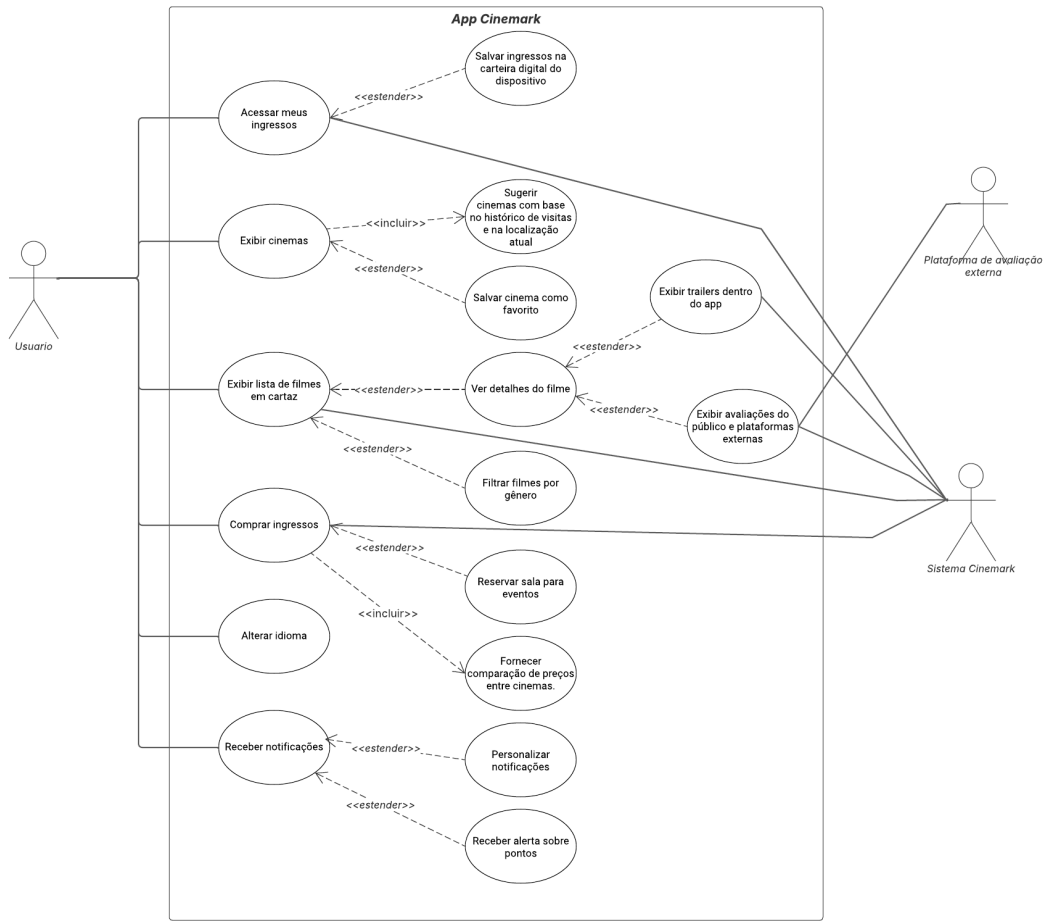 App Cinemark
Salvar ingressos na
carteira digital do
dispositivo
<<estender>>
Acessar meus
ingressos
Sugerir
cinemas com base
no histórico de visitas
e na localização
atual
<<incluir>>
Exibir cinemas
<<estender>>
Salvar cinema como
favorito
Plataforma de avaliação
externa
Exibir trailers dentro
do app
Usuario
<<estender>>
Exibir lista de filmes
em cartaz
<<estender>>
Ver detalhes do filme
<<estender>>
Exibir avaliações do
público e plataformas
externas
<<estender>>
Filtrar filmes por
gênero
Comprar ingressos
<<estender>>
Reservar sala para
eventos
Sistema Cinemark
<<incluir>>
Alterar idioma
Fornecer
comparação de preços
entre cinemas.
Receber notificações
<<estender>>
Personalizar
notificações
<<estender>>
Receber alerta sobre
pontos